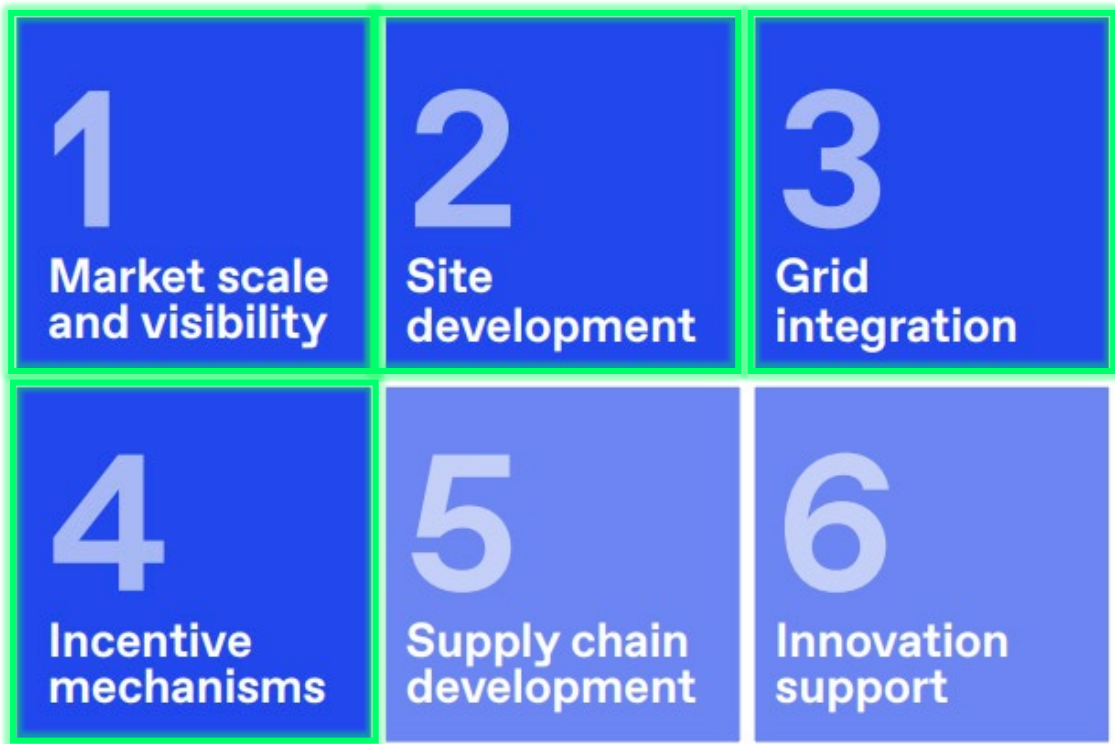 1
Market scale
and visibility
2
Site
development
3
Grid
integration
4
Incentive
mechanisms
5
Supply chain
development
6
Innovation
support